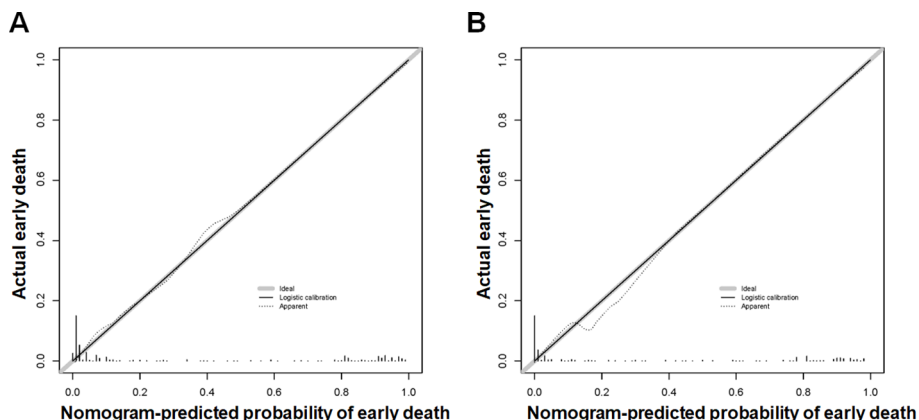 A
Actual early death
1.0
0.8
0.6
0.4
0.2
0.0
Ideal
Logistic calibration
Apparent
0.0 0.2 0.4 0.6 0.8 1.0
Nomogram-predicted probability of early death
B
Actual early death
1.0
0.8
0.6
0.4
0.2
0.0
Ideal
Logistic calibration
Apparent
0.0 0.2 0.4 0.6 0.8 1.0
Nomogram-predicted probability of early death